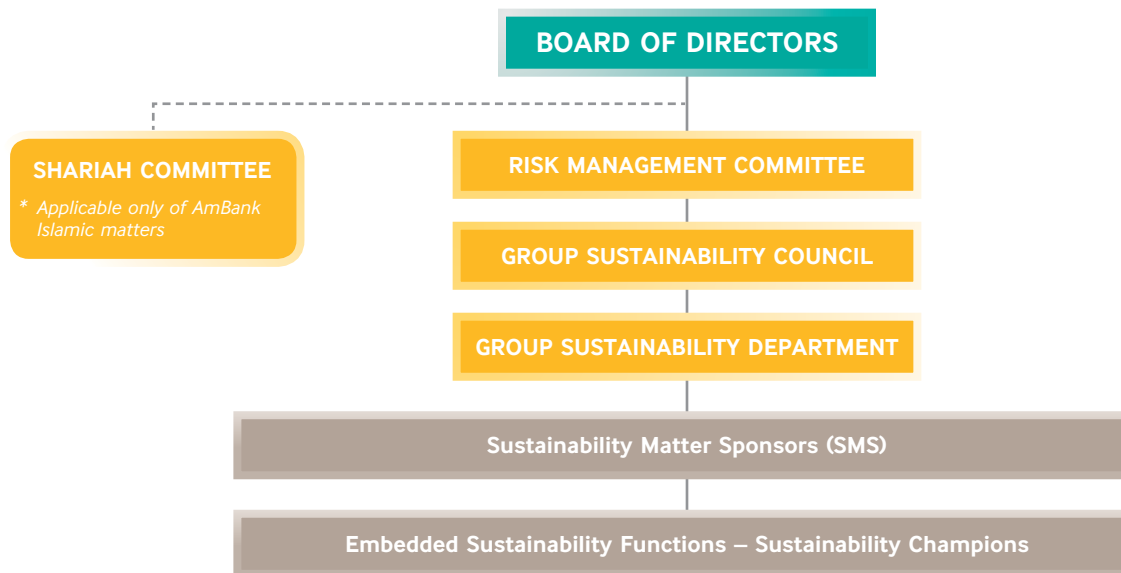 BOARD OF DIRECTORS
SHARIAH COMMITTEE
* Applicable only of AmBank
Islamic matters
RISK MANAGEMENT COMMITTEE
GROUP SUSTAINABILITY COUNCIL
GROUP SUSTAINABILITY DEPARTMENT
Sustainability Matter Sponsors (SMS)
Embedded Sustainability Functions – Sustainability Champions